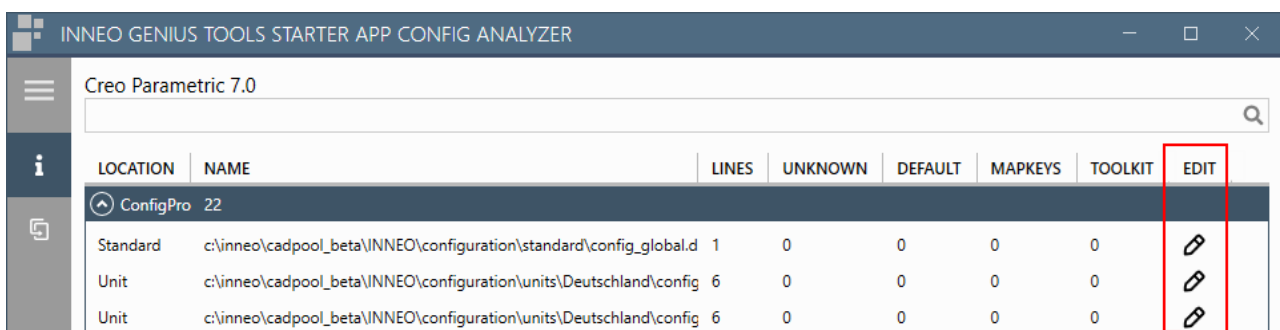 INNEO GENIUS TOOLS STARTER APP CONFIG ANALYZER
Creo Parametric 7.0
LOCATION NAME LINES UNKNOWN DEFAULT MAPKEYS TOOLKIT EDIT
ConfigPro 22
Standard c:\inneo\cadpool_beta\INNEO\configuration\standard\config_global.d 1 0 0 0 0
Unit c:\inneo\cadpool_beta\INNEO\configuration\units\Deutschland\config 6 0 0 0 0
Unit c:\inneo\cadpool_beta\INNEO\configuration\units\Deutschland\config 6 0 0 0 0